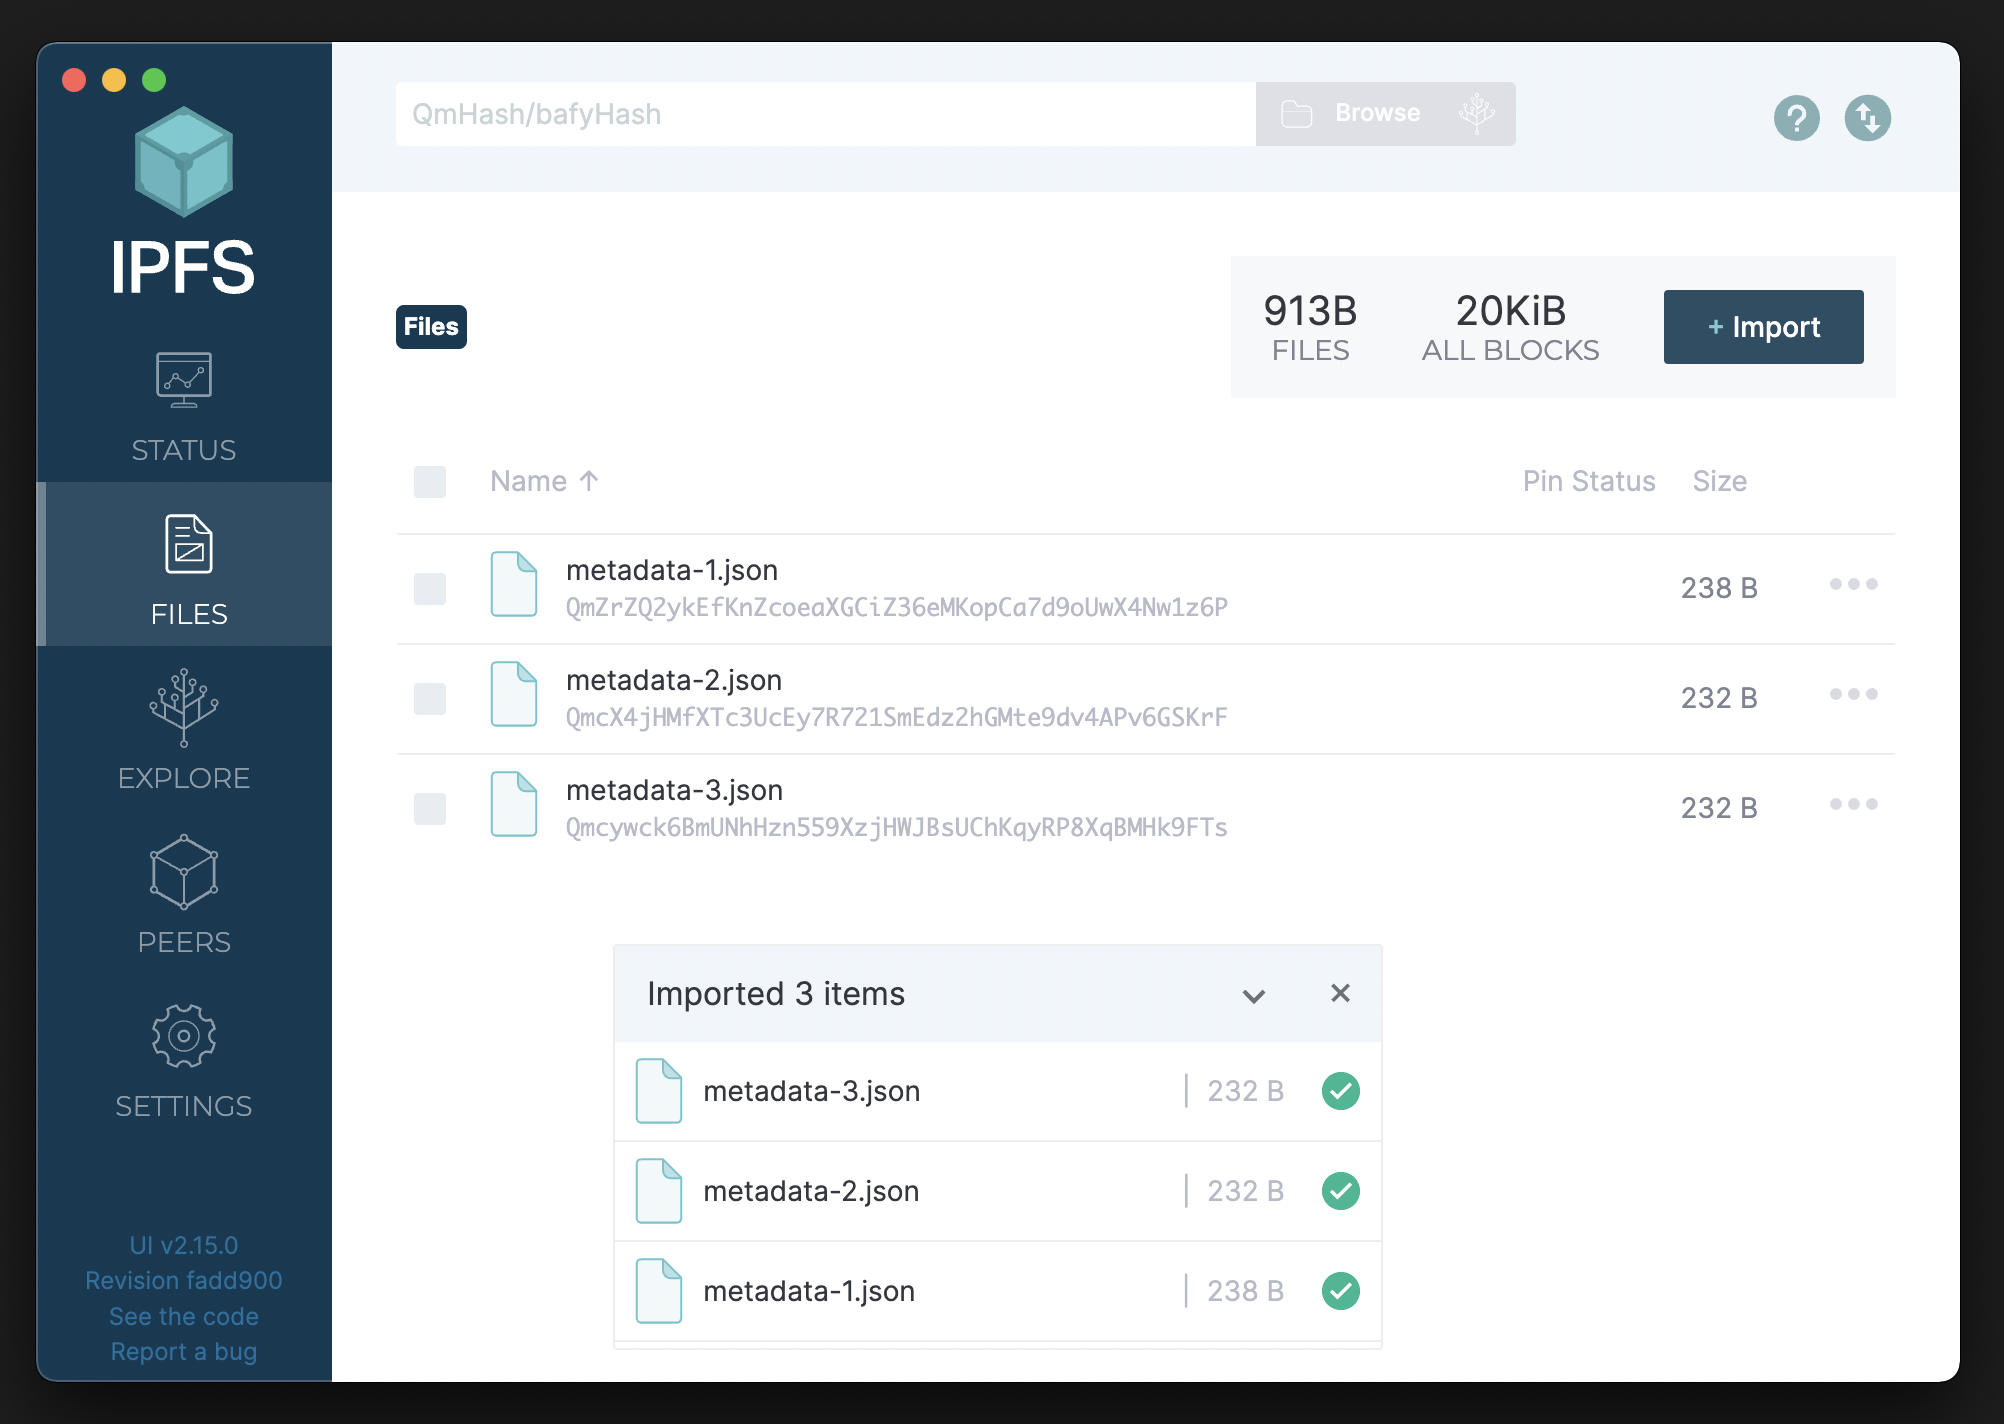 IPFS
STATUS
FILES
EXPLORE
PEERS
SETTINGS
UI v2.15.0
Revision fadd900
See the code
Report a bug
QmHash/bafyHash
Browse
?
Files
913B
FILES
20KiB
ALL BLOCKS
+ Import
Name ↑ Pin Status Size
metadata-1.json
QmZrZQ2ykEfKnZcoeaXGCiZ36eMKopCa7d9oUwX4Nw1z6P
238 B
metadata-2.json
QmcX4jHMfXTc3UcEy7R721SmEdz2hGMte9dv4APv6GSKrF
232 B
metadata-3.json
Qmcywck6BmUNhHzn559XzjHWJBsUChKqyRP8XqBMHk9FTs
232 B
Imported 3 items
metadata-3.json | 232 B
metadata-2.json | 232 B
metadata-1.json | 238 B